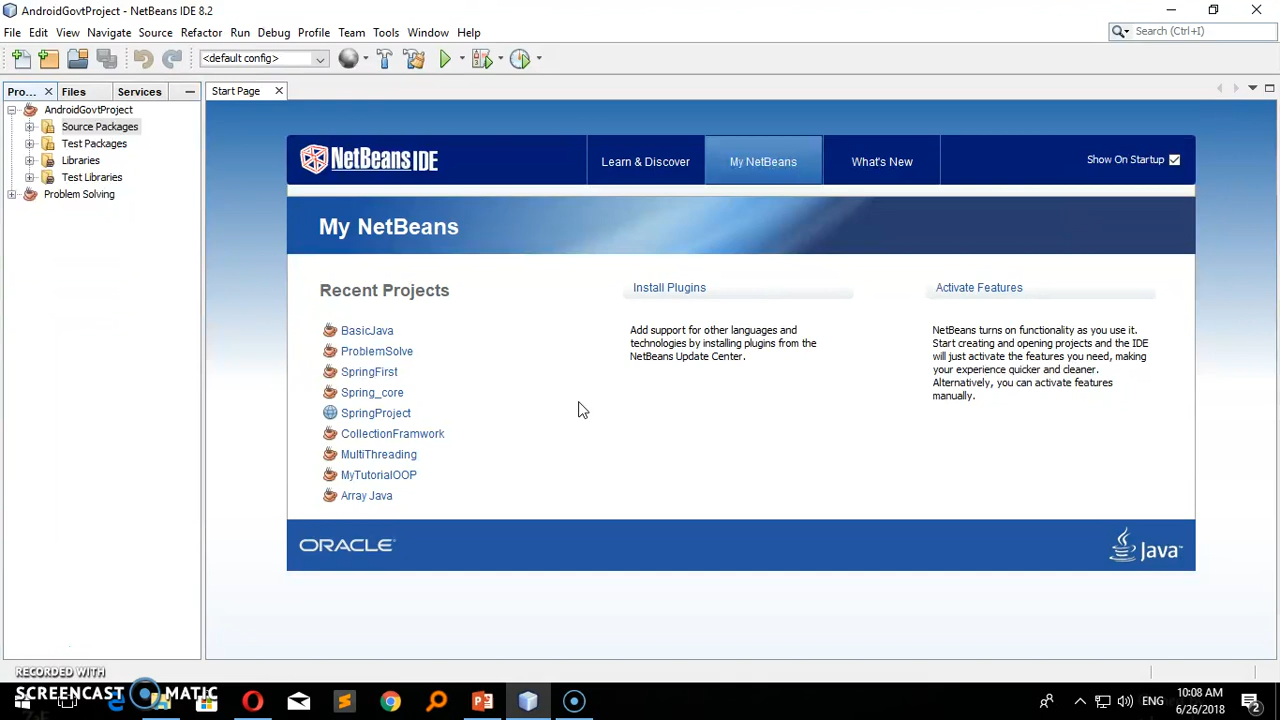 AndroidGovtProject - NetBeans IDE 8.2
File Edit View Navigate Source Refactor Run Debug Profile Team Tools Window Help
Search (Ctrl+I)
<default config>
Pro... Files Services
Start Page
AndroidGovtProject
Source Packages
Test Packages
Libraries
Test Libraries
Problem Solving
NetBeans IDE
Learn & Discover
My NetBeans
What's New
Show On Startup
My NetBeans
Recent Projects
BasicJava
ProblemSolve
SpringFirst
Spring_core
SpringProject
CollectionFramwork
MultiThreading
MyTutorialOOP
Array Java
Install Plugins
Add support for other languages and
technologies by installing plugins from the
NetBeans Update Center.
Activate Features
NetBeans turns on functionality as you use it.
Start creating and opening projects and the IDE
will just activate the features you need, making
your experience quicker and cleaner.
Alternatively, you can activate features
manually.
ORACLE
Java
RECORDED WITH
SCREENCAST MATIC
ENG
10:08 AM
6/26/2018
2